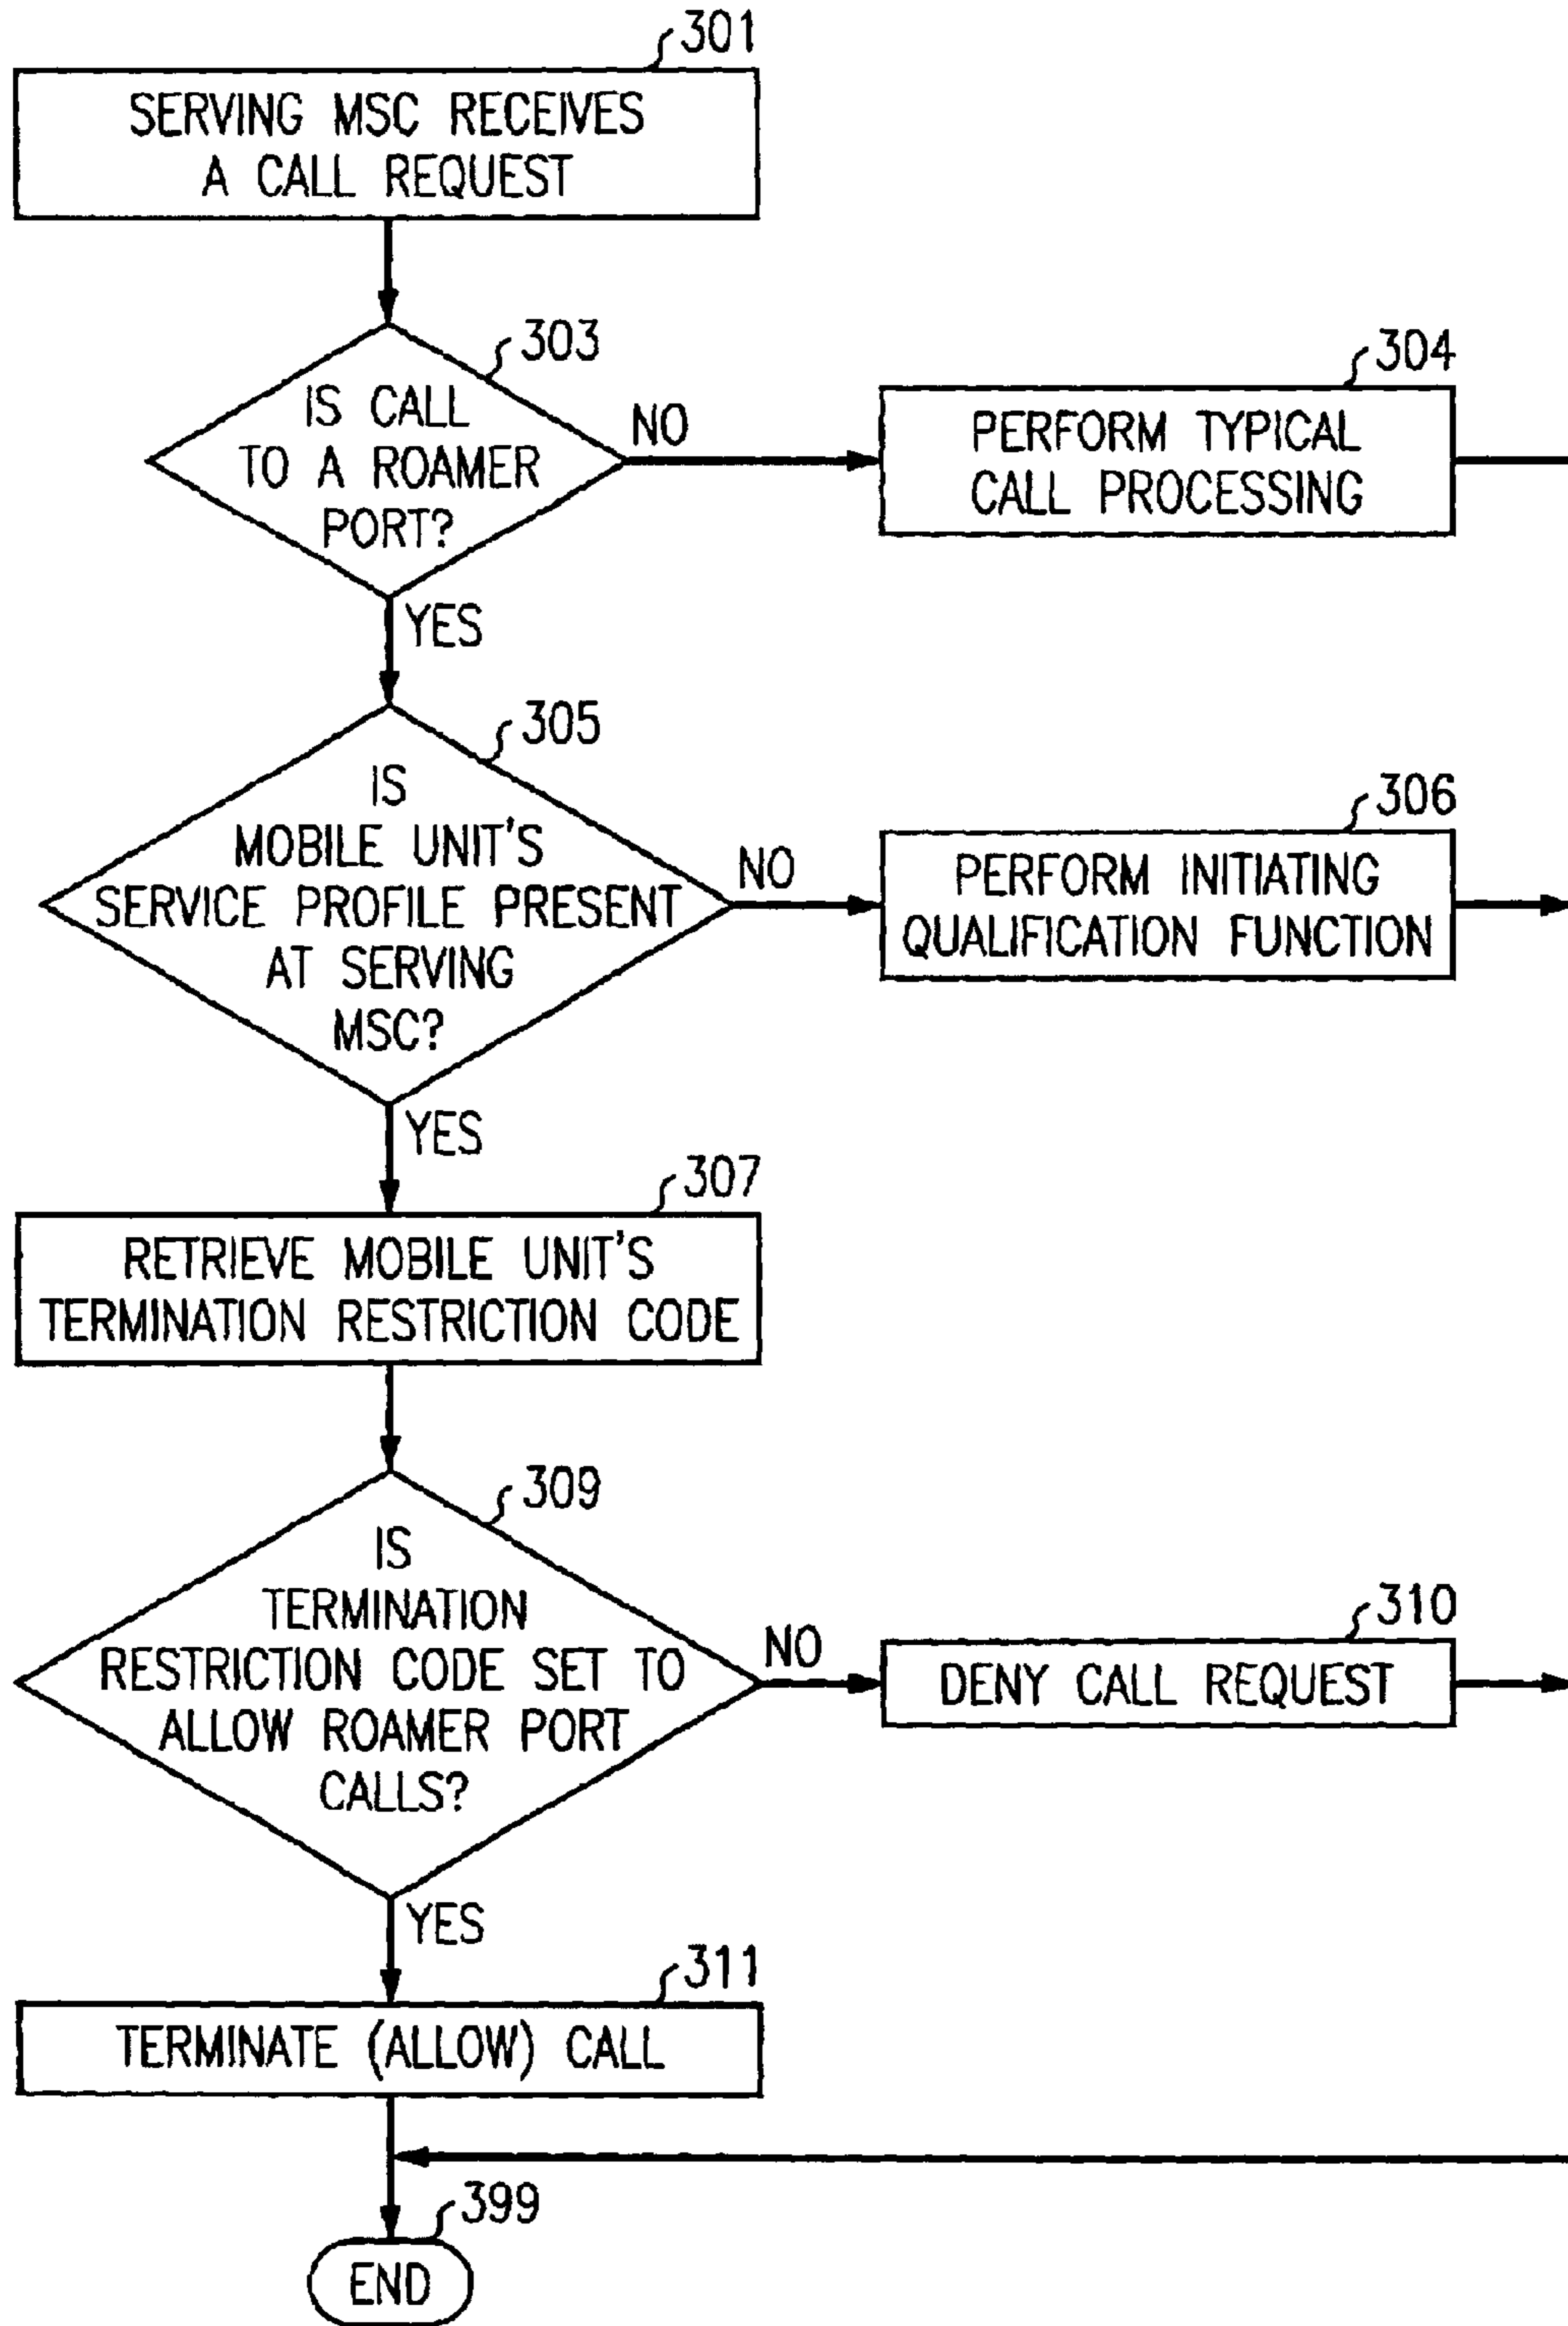 301
SERVING MSC RECEIVES
A CALL REQUEST
303
IS CALL
TO A ROAMER
PORT?
NO
304
PERFORM TYPICAL
CALL PROCESSING
YES
305
IS
MOBILE UNIT'S
SERVICE PROFILE PRESENT
AT SERVING
MSC?
NO
306
PERFORM INITIATING
QUALIFICATION FUNCTION
YES
307
RETRIEVE MOBILE UNIT'S
TERMINATION RESTRICTION CODE
309
IS
TERMINATION
RESTRICTION CODE SET TO
ALLOW ROAMER PORT
CALLS?
NO
310
DENY CALL REQUEST
YES
311
TERMINATE (ALLOW) CALL
399
END